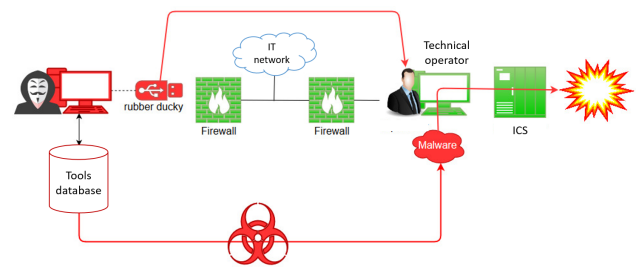 IT
network
Technical
operator
rubber ducky
Firewall
Firewall
ICS
Malware
Tools
database